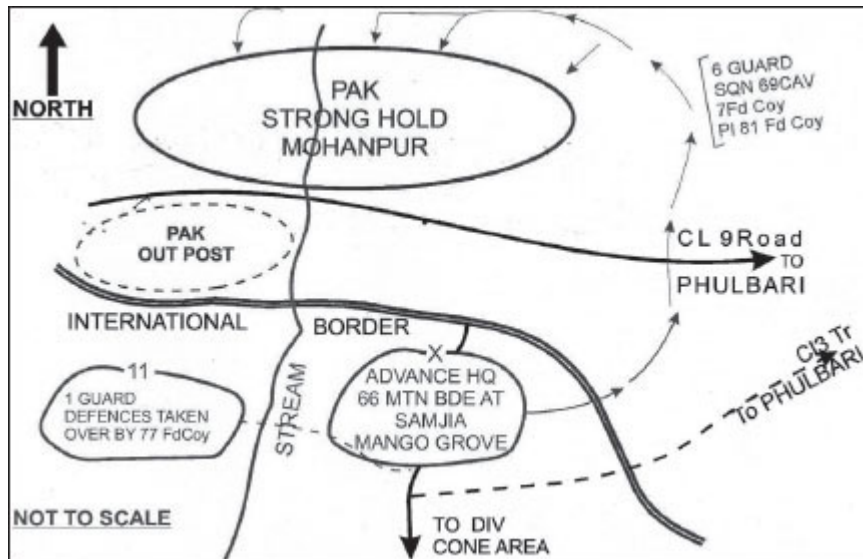 NORTH
PAK
STRONG HOLD
MOHANPUR
6 GUARD
SQN 69CAV
7Fd Coy
Pl 81 Fd Coy
PAK
OUT POST
CL 9Road
TO
PHULBARI
INTERNATIONAL BORDER
STREAM
11
1 GUARD
DEFENCES TAKEN
OVER BY 77 FdCoy
X
ADVANCE HQ
66 MTN BDE AT
SAMJIA
MANGO GROVE
Cl3 Tr
To PHULBARI
TO DIV
CONE AREA
NOT TO SCALE